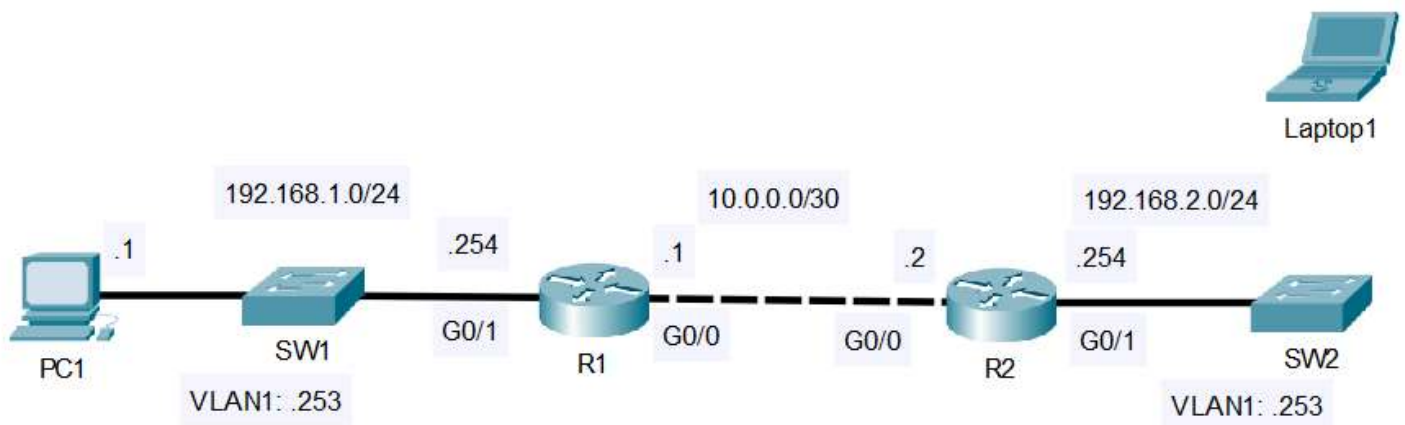 Laptop1
192.168.1.0/24
10.0.0.0/30
192.168.2.0/24
.1
.254
.1
.2
.254
G0/1
G0/0
G0/0
G0/1
PC1
SW1
R1
R2
SW2
VLAN1: .253
VLAN1: .253